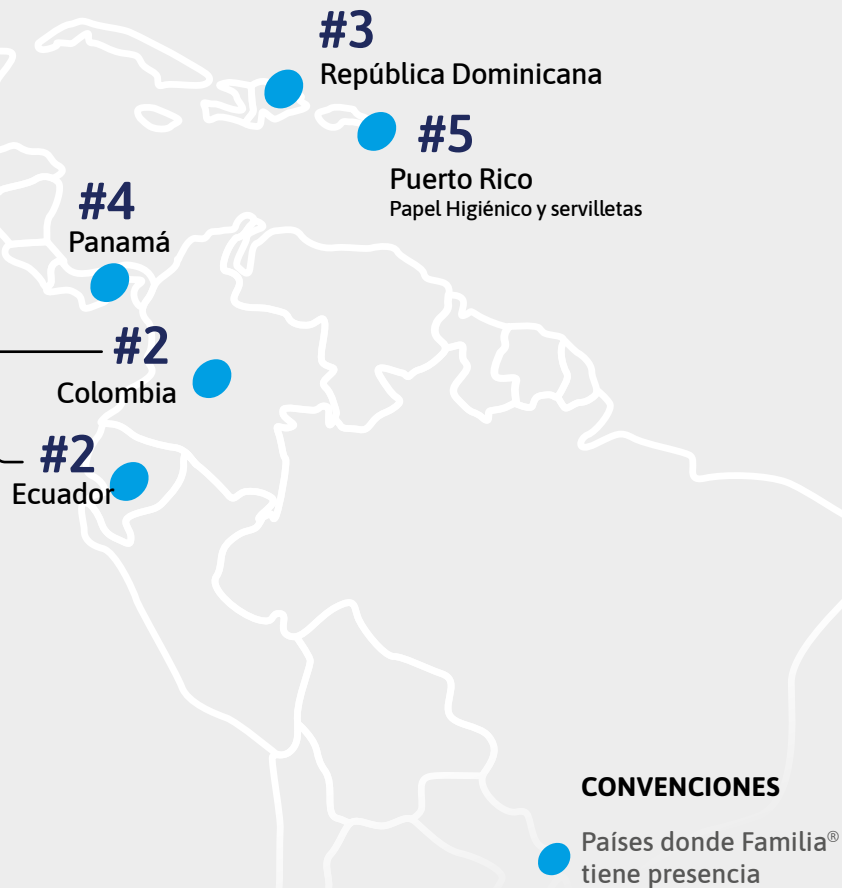 #3
República Dominicana
#5
Puerto Rico
Papel Higiénico y servilletas
#4
Panamá
#2
Colombia
#2
Ecuador
CONVENCIONES
Países donde Familia®
tiene presencia